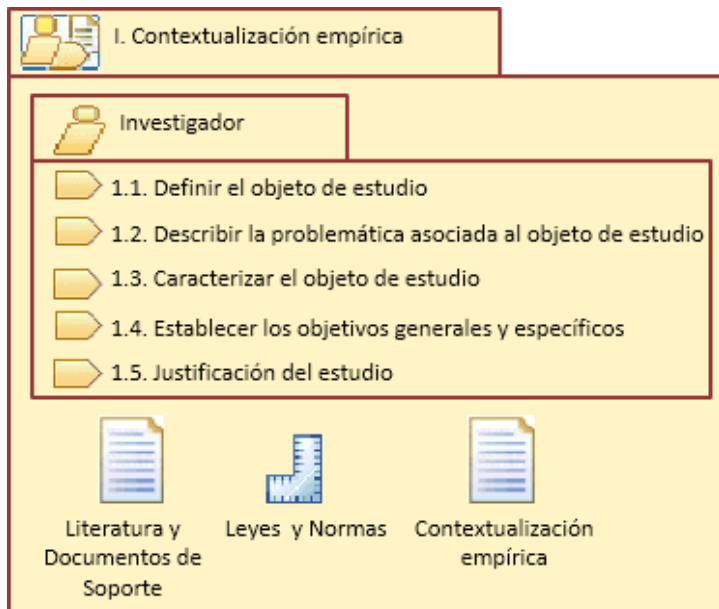 I. Contextualización empírica
Investigador
1.1. Definir el objeto de estudio
1.2. Describir la problemática asociada al objeto de estudio
1.3. Caracterizar el objeto de estudio
1.4. Establecer los objetivos generales y específicos
1.5. Justificación del estudio
Literatura y
Documentos de
Soporte
Leyes y Normas
Contextualización
empírica